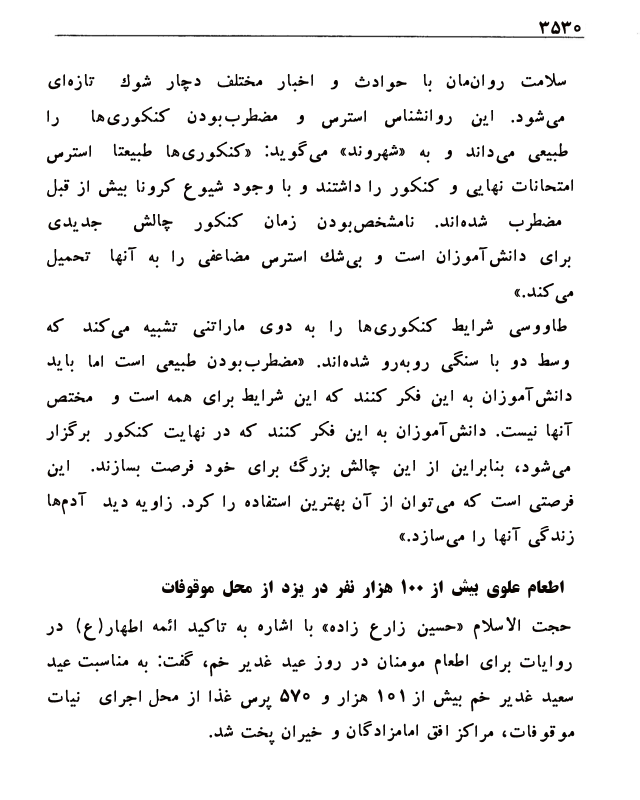 ۳۵۳۰
سلامت روان‌مان با حوادث و اخبار مختلف دچار شوك تازه‌ای
می‌شود. این روانشناس استرس و مضطرب‌بودن کنکوری‌ها را
طبیعی می‌داند و به «شهروند» می‌گوید: «کنکوری‌ها طبیعتا استرس
امتحانات نهایی و کنکور را داشتند و با وجود شیوع کرونا بیش از قبل
مضطرب شده‌اند. نامشخص‌بودن زمان کنکور چالش جدیدی
برای دانش‌آموزان است و بی‌شك استرس مضاعفی را به آنها تحمیل
می‌کند.»
طاووسی شرایط کنکوری‌ها را به دوی ماراتنی تشبیه می‌کند که
وسط دو با سنگی روبه‌رو شده‌اند. «مضطرب‌بودن طبیعی است اما باید
دانش‌آموزان به این فکر کنند که این شرایط برای همه است و مختص
آنها نیست. دانش‌آموزان به این فکر کنند که در نهایت کنکور برگزار
می‌شود، بنابراین از این چالش بزرگ برای خود فرصت بسازند. این
فرصتی است که می‌توان از آن بهترین استفاده را کرد. زاویه دید آدم‌ها
زندگی آنها را می‌سازد.»
اطعام علوی بیش از ۱۰۰ هزار نفر در یزد از محل موقوفات
حجت الاسلام «حسین زارع زاده» با اشاره به تاکید ائمه اطهار(ع) در
روایات برای اطعام مومنان در روز عید غدیر خم، گفت: به مناسبت عید
سعید غدیر خم بیش از ۱۰۱ هزار و ۵۷۰ پرس غذا از محل اجرای نیات
موقوفات، مراکز افق امامزادگان و خیران پخت شد.